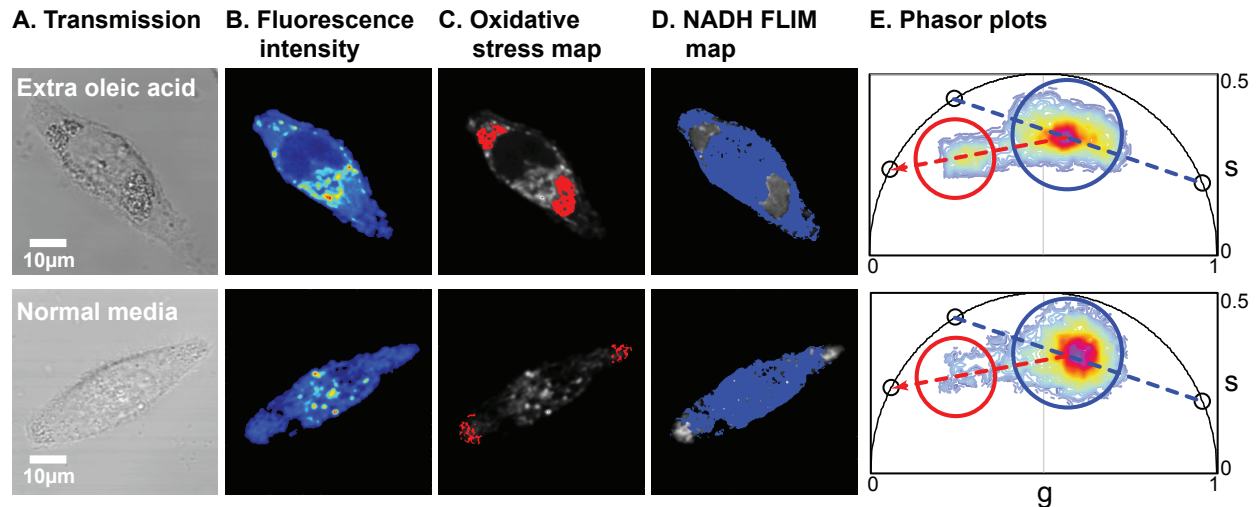 A. Transmission
B. Fluorescence
intensity
C. Oxidative
stress map
D. NADH FLIM
map
E. Phasor plots
Extra oleic acid
10μm
0.5
S
0
0
1
Normal media
10μm
0.5
S
0
0
1
g